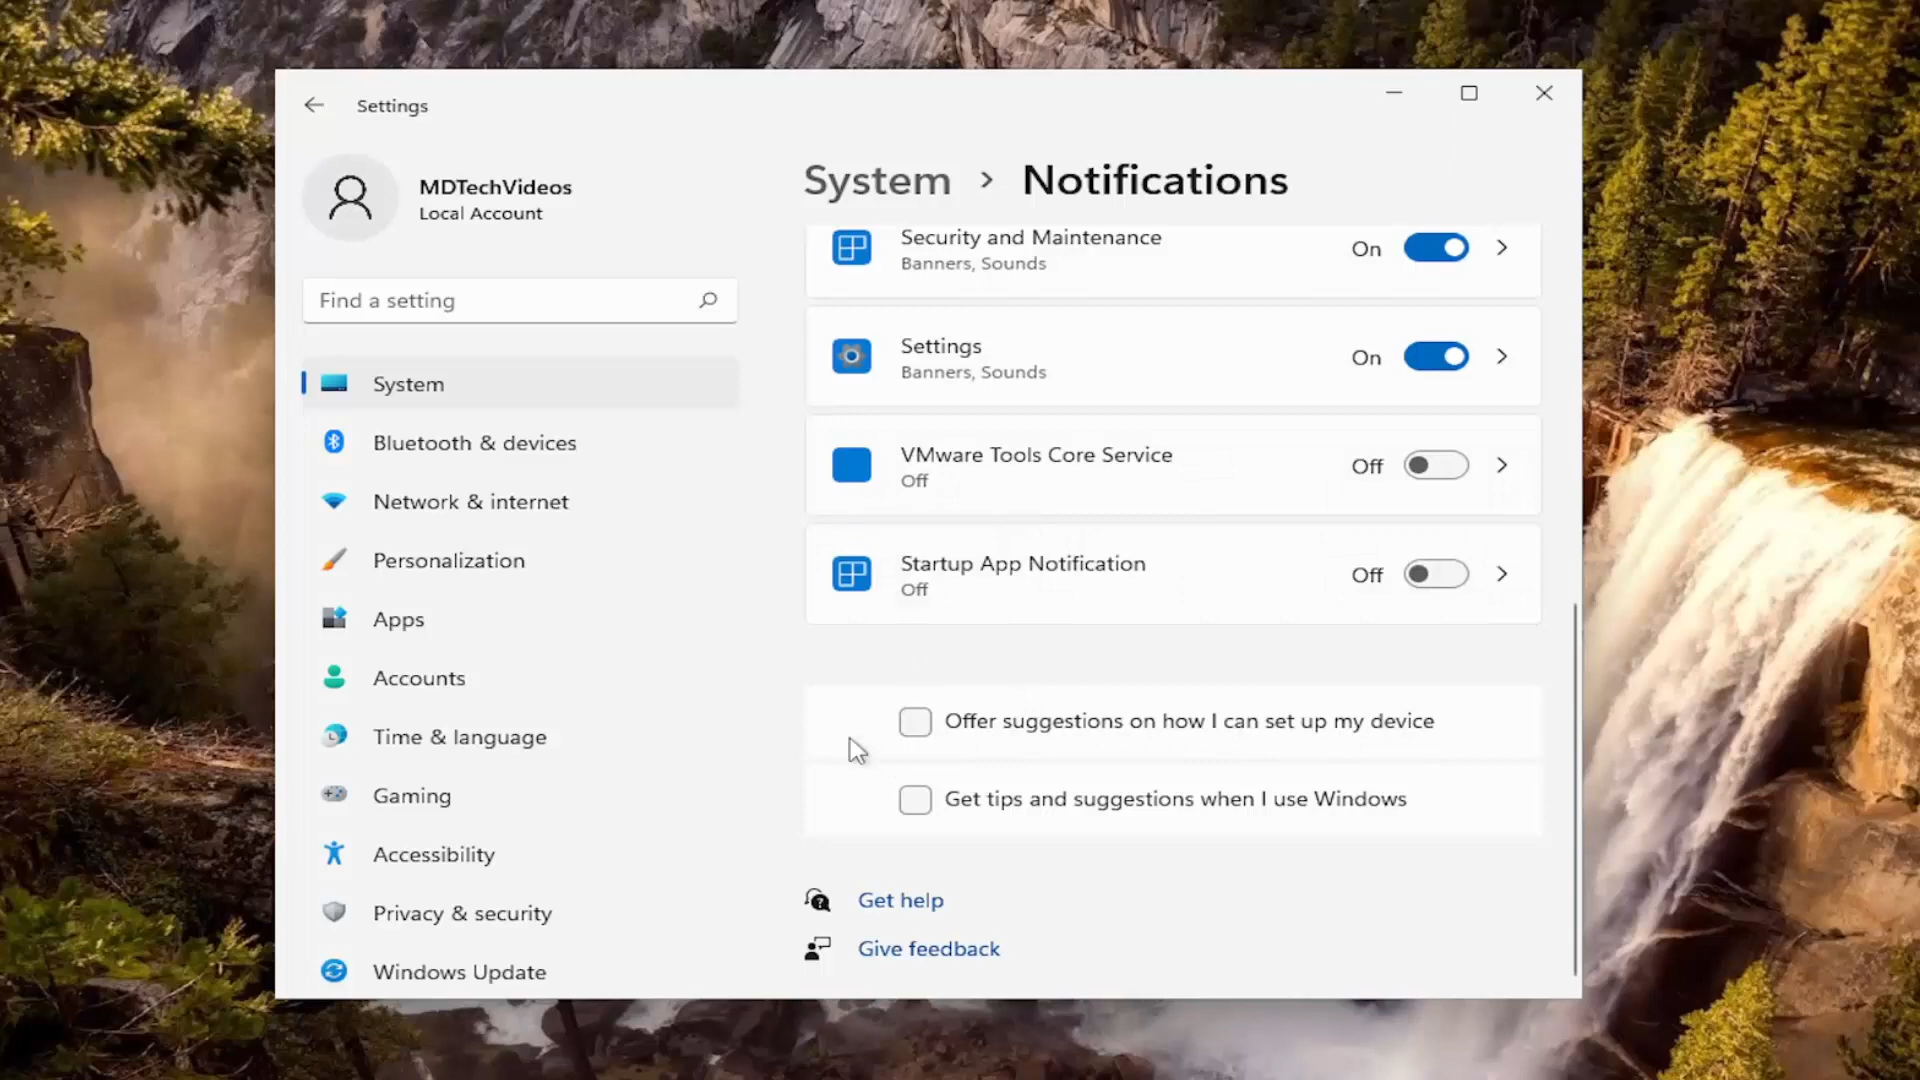 Settings
MDTechVideos
Local Account
Find a setting
System
Bluetooth & devices
Network & internet
Personalization
Apps
Accounts
Time & language
Gaming
Accessibility
Privacy & security
Windows Update
System > Notifications
Security and Maintenance
Banners, Sounds
On
Settings
Banners, Sounds
On
VMware Tools Core Service
Off
Off
Startup App Notification
Off
Off
Offer suggestions on how I can set up my device
Get tips and suggestions when I use Windows
Get help
Give feedback